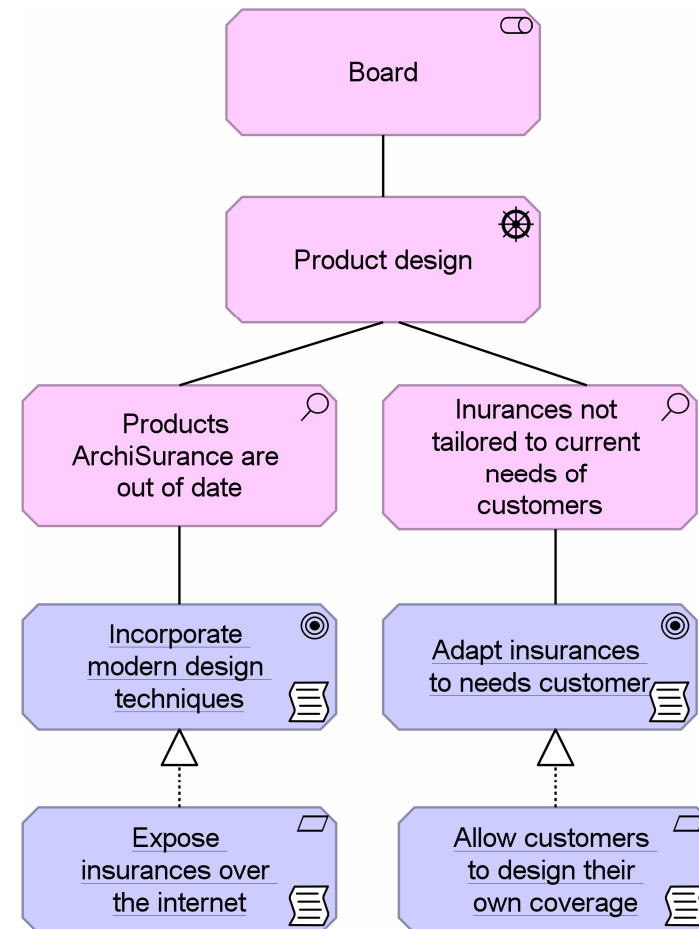 Board
Product design
Products
ArchiSurance are
out of date
Inurances not
tailored to current
needs of
customers
Incorporate
modern design
techniques
Adapt insurances
to needs customer
Expose
insurances over
the internet
Allow customers
to design their
own coverage